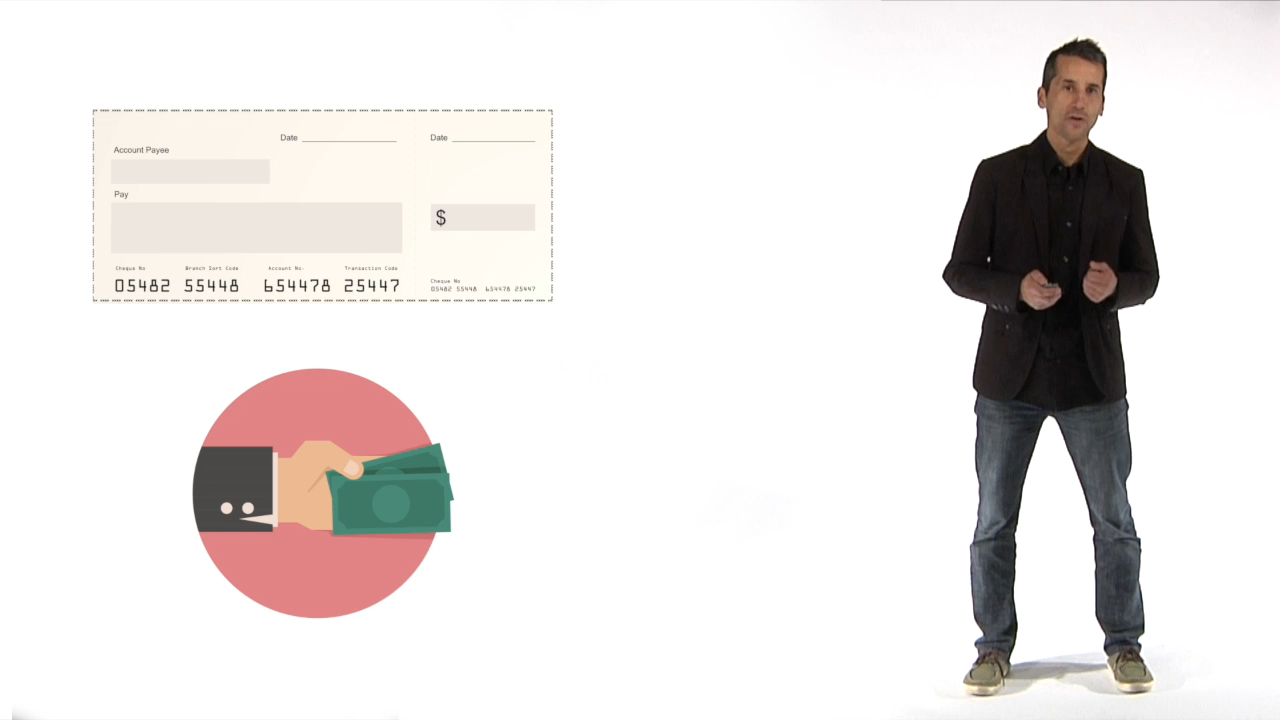 Date
Account Payee
Pay
Cheque No Branch Sort Code Account No. Transaction Code
05482 55448 654478 25447
Date
$
Cheque No
05482 55448 654478 25447